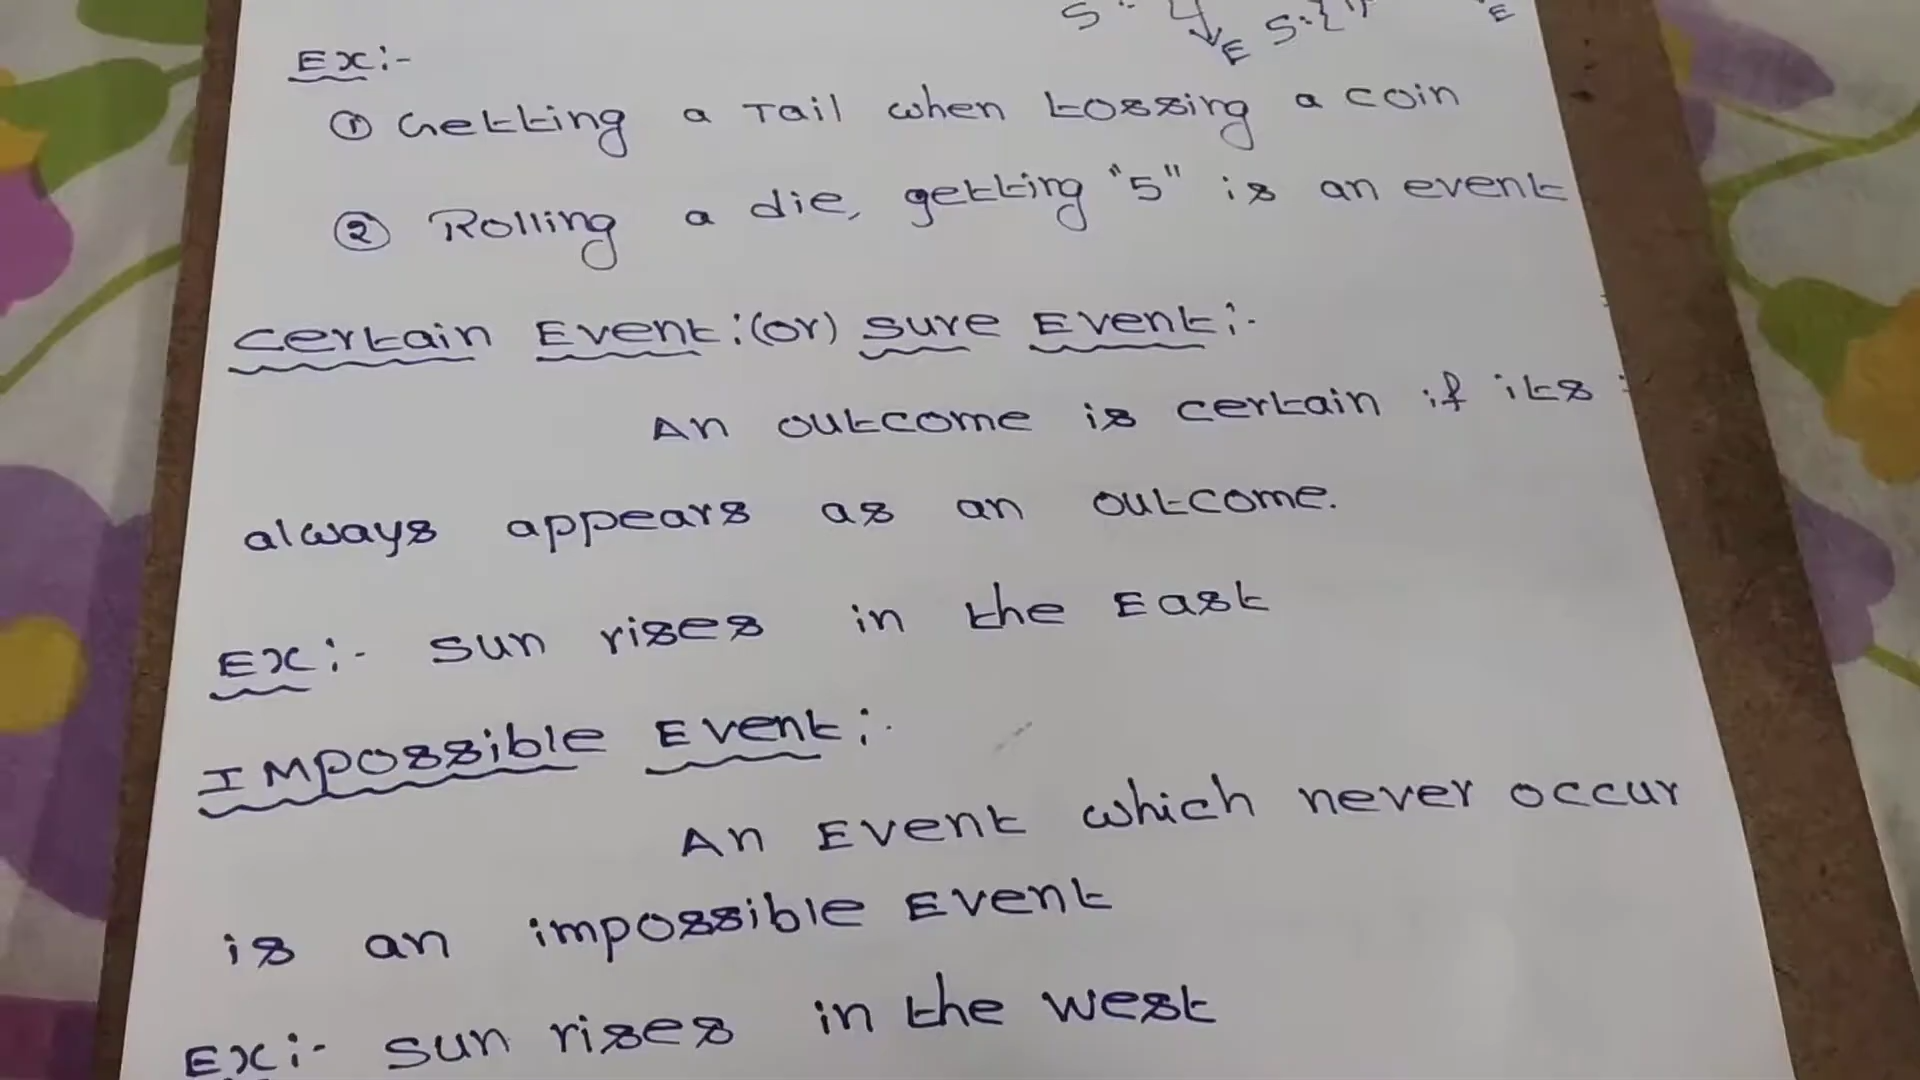 Ex:-
① Getting a Tail when tossing a coin
② Rolling a die, getting "5" is an event
Certain Event:(or) Sure Event:-
An outcome is certain if its
always appears as an outcome.
Ex:- Sun rises in the East
Impossible Event:-
An Event which never occur
is an impossible Event
Ex:- Sun rises in the west